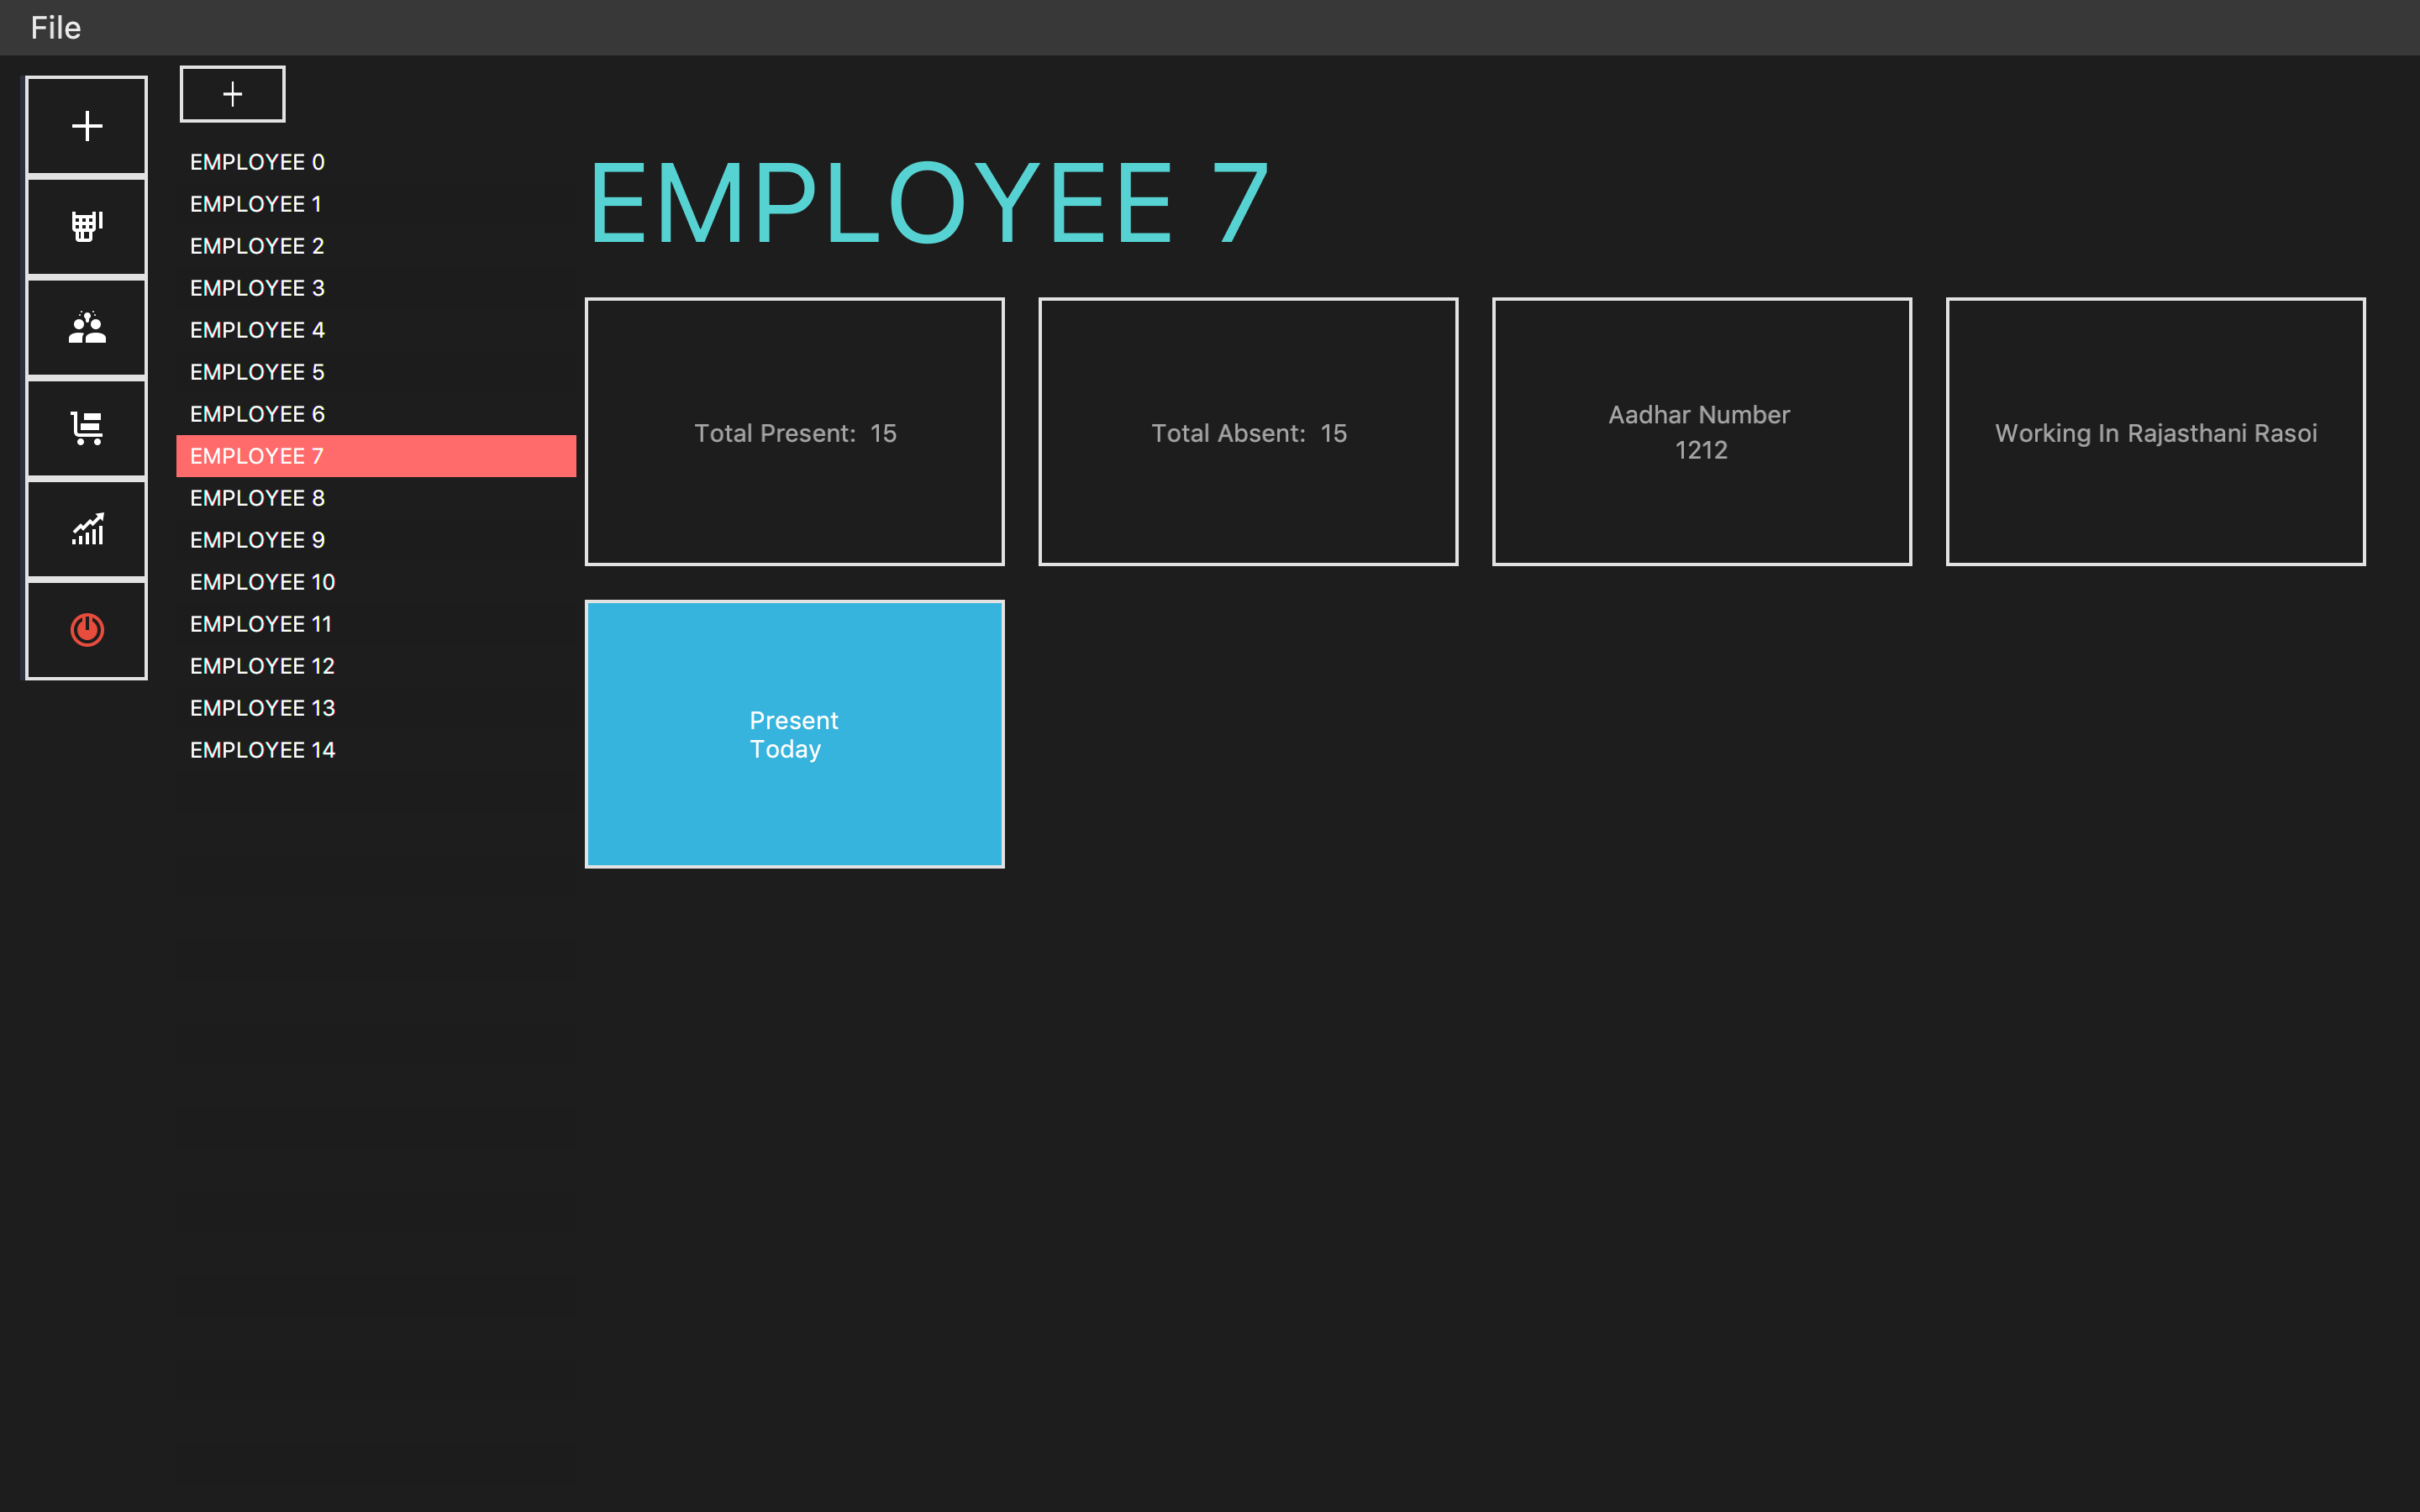 File
EMPLOYEE 0
EMPLOYEE 1
EMPLOYEE 2
EMPLOYEE 3
EMPLOYEE 4
EMPLOYEE 5
EMPLOYEE 6
EMPLOYEE 7
EMPLOYEE 8
EMPLOYEE 9
EMPLOYEE 10
EMPLOYEE 11
EMPLOYEE 12
EMPLOYEE 13
EMPLOYEE 14
EMPLOYEE 7
Total Present: 15
Total Absent: 15
Aadhar Number
1212
Working In Rajasthani Rasoi
Present
Today